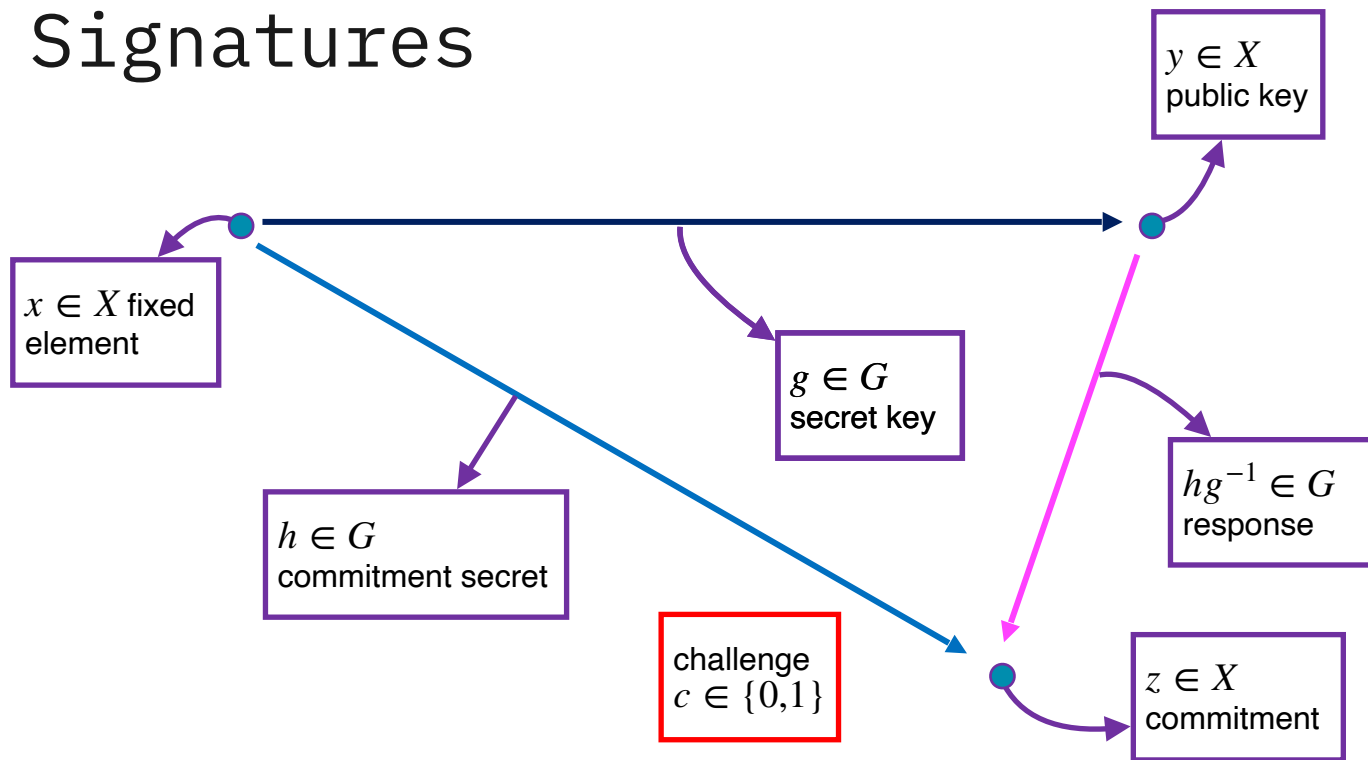 Signatures
y ∈ X
public key
x ∈ X fixed
element
g ∈ G
secret key
h ∈ G
commitment secret
hg⁻¹ ∈ G
response
challenge
c ∈ {0,1}
z ∈ X
commitment